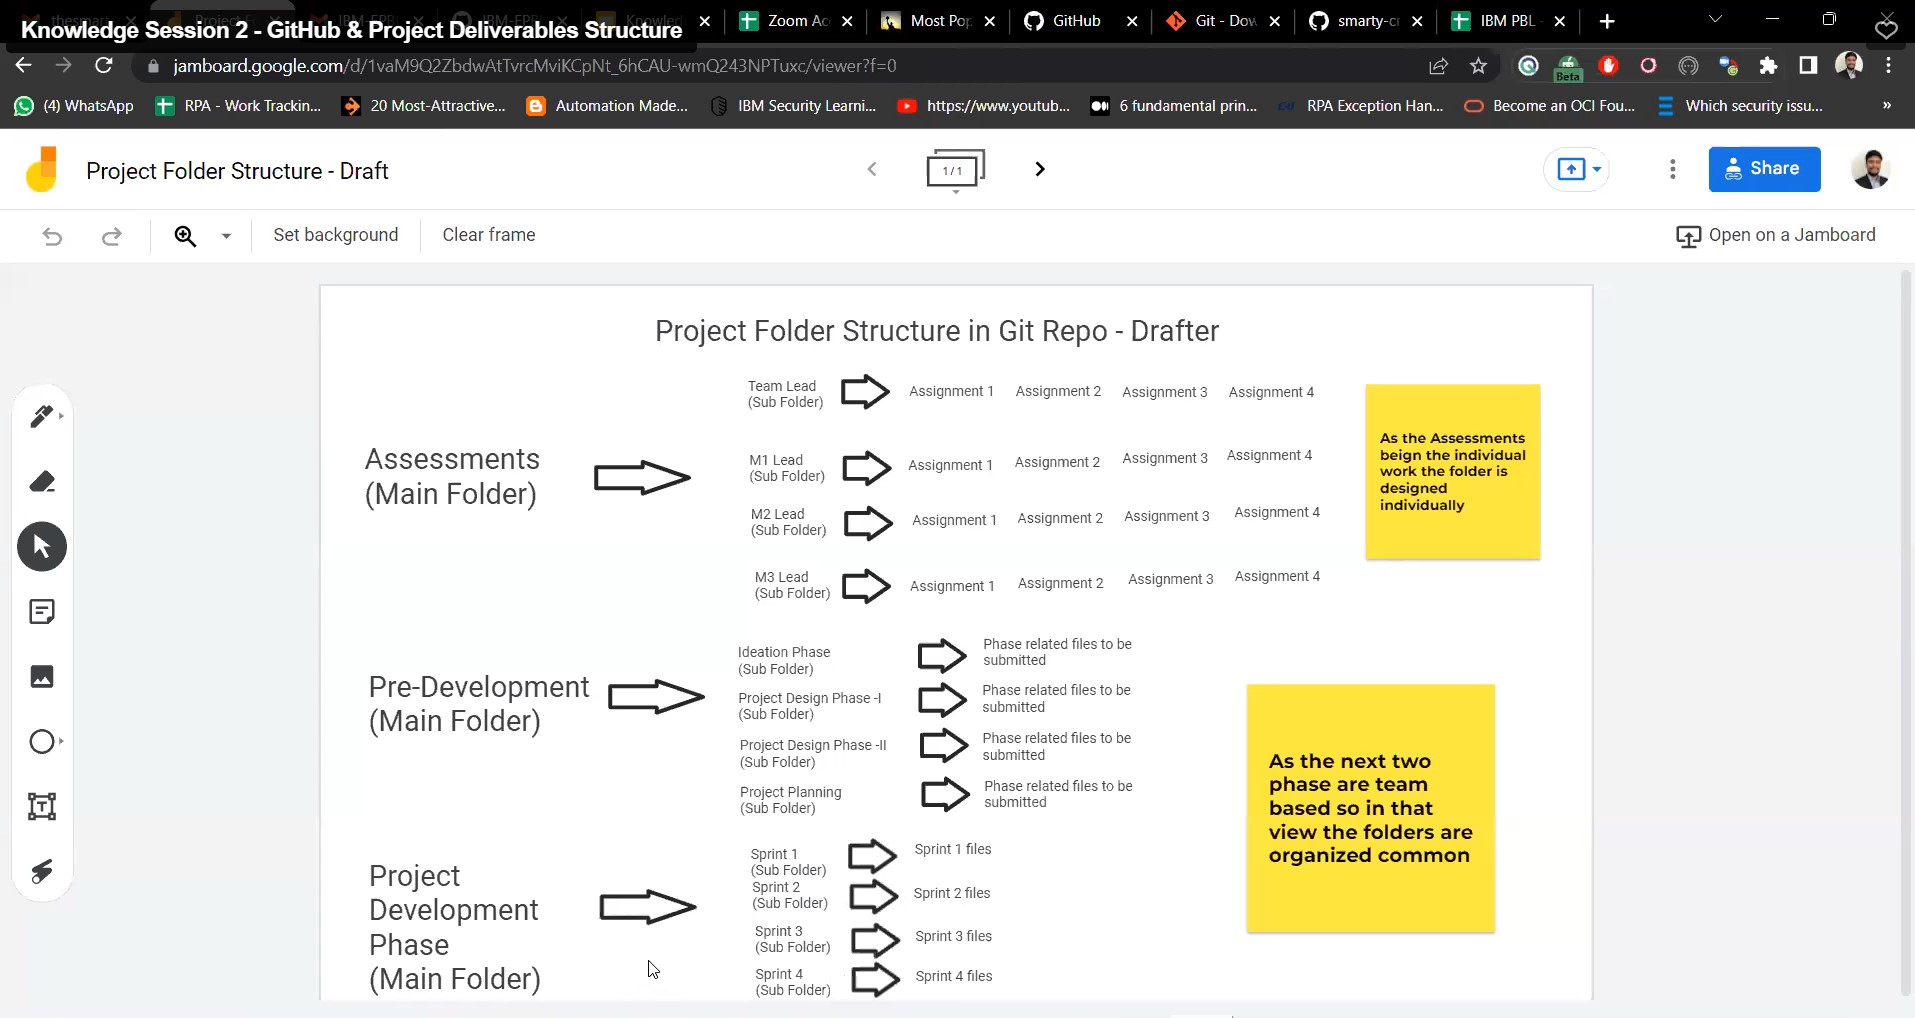 Knowledge Session 2 - GitHub & Project Deliverables Structure
Zoom Ac
Most Pop
GitHub
Git - Dow
smarty-c
IBM PBL -
jamboard.google.com/d/1vaM9Q2ZbdwAtTvrcMviKCpNt_6hCAU-wmQ243NPTuxc/viewer?f=0
Beta
(4) WhatsApp
RPA - Work Trackin...
20 Most-Attractive...
Automation Made...
IBM Security Learni...
https://www.youtub...
6 fundamental prin...
RPA Exception Han...
Become an OCI Fou...
Which security issu...
Project Folder Structure - Draft
1 / 1
Share
Set background
Clear frame
Open on a Jamboard
Project Folder Structure in Git Repo - Drafter
Assessments
(Main Folder)
Team Lead
(Sub Folder)
Assignment 1 Assignment 2 Assignment 3 Assignment 4
M1 Lead
(Sub Folder)
Assignment 1 Assignment 2 Assignment 3 Assignment 4
M2 Lead
(Sub Folder)
Assignment 1 Assignment 2 Assignment 3 Assignment 4
M3 Lead
(Sub Folder)
Assignment 1 Assignment 2 Assignment 3 Assignment 4
As the Assessments
beign the individual
work the folder is
designed
individually
Pre-Development
(Main Folder)
Ideation Phase
(Sub Folder)
Phase related files to be
submitted
Project Design Phase -I
(Sub Folder)
Phase related files to be
submitted
Project Design Phase -II
(Sub Folder)
Phase related files to be
submitted
Project Planning
(Sub Folder)
Phase related files to be
submitted
As the next two
phase are team
based so in that
view the folders are
organized common
Project
Development
Phase
(Main Folder)
Sprint 1
(Sub Folder)
Sprint 1 files
Sprint 2
(Sub Folder)
Sprint 2 files
Sprint 3
(Sub Folder)
Sprint 3 files
Sprint 4
(Sub Folder)
Sprint 4 files